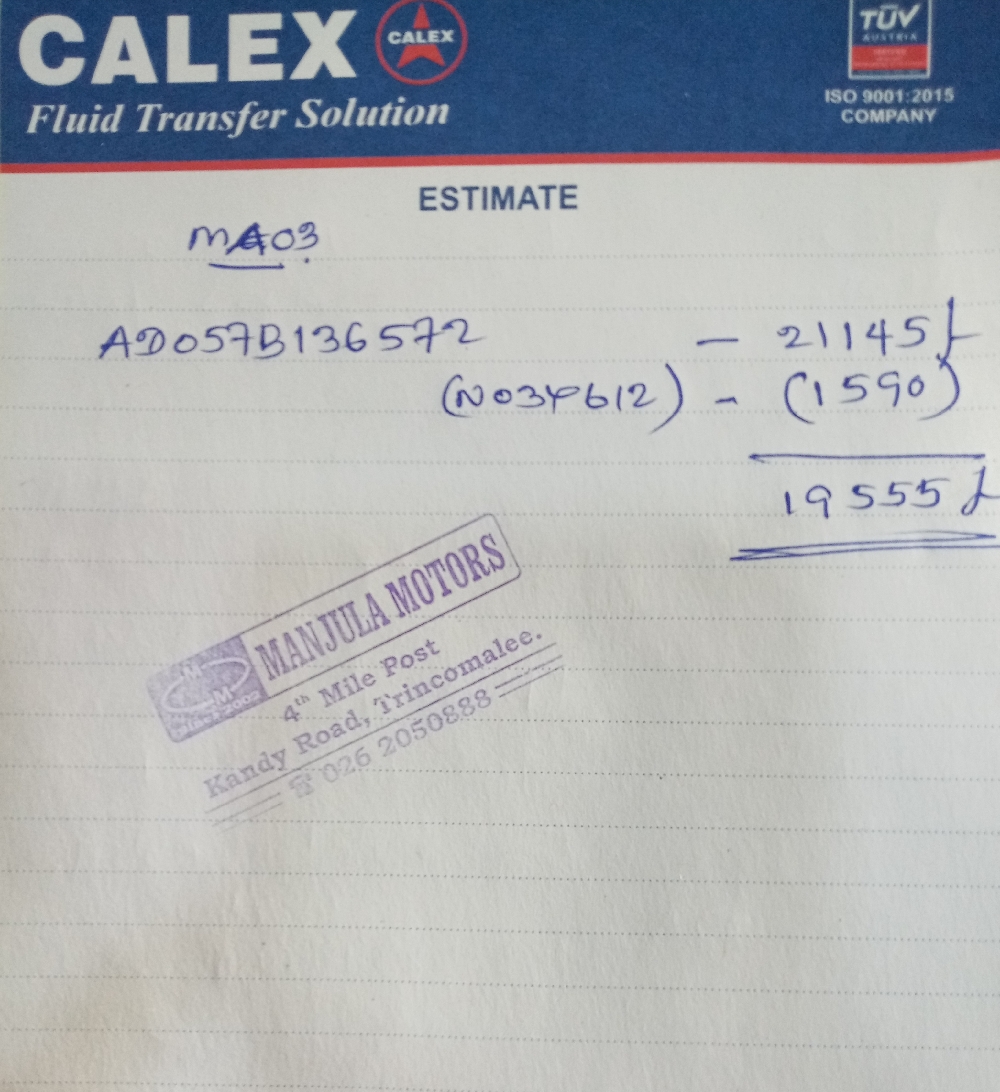 CALEX CALEX
Fluid Transfer Solution
TÜV
AUSTRIA
ISO 9001:2015
COMPANY
ESTIMATE
MA03
AD057B136572 - 21145/-
(N034612) - (1590)
19555/-
MANJULA MOTORS
4th Mile Post
Kandy Road, Trincomalee.
☎ 026 2050888